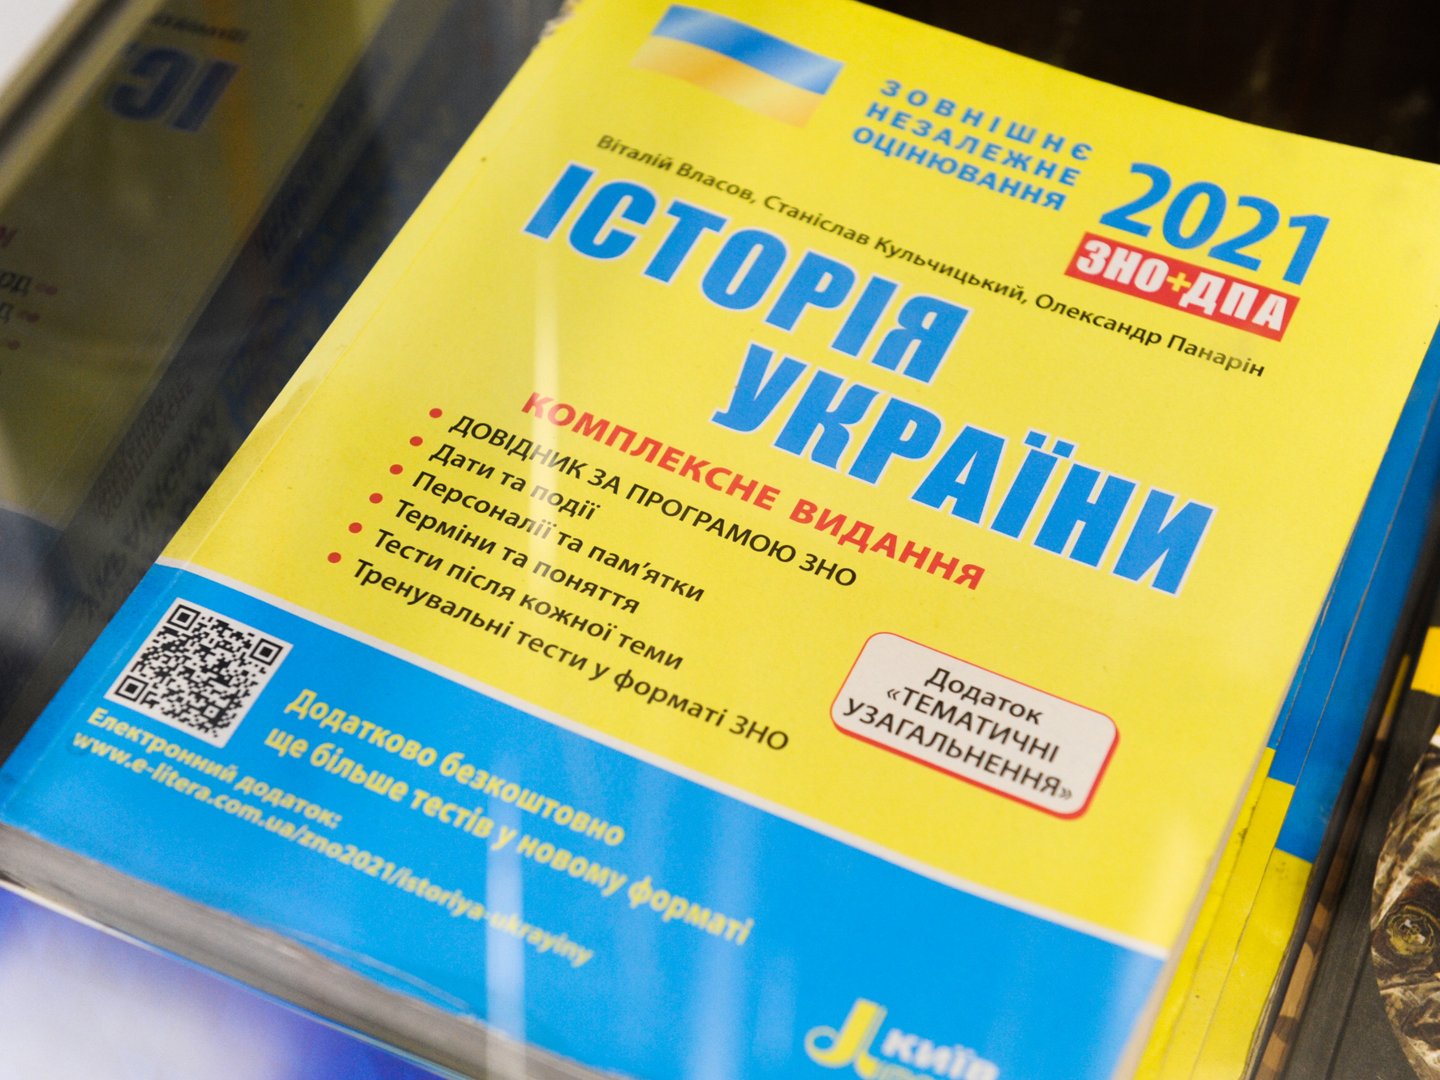 ЗОВНІШНЄ
НЕЗАЛЕЖНЕ
ОЦІНЮВАННЯ
2021
ЗНО+ДПА
Віталій Власов, Станіслав Кульчицький, Олександр Панарін
ІСТОРІЯ
УКРАЇНИ
КОМПЛЕКСНЕ ВИДАННЯ
• ДОВІДНИК ЗА ПРОГРАМОЮ ЗНО
• Дати та події
• Персоналії та пам'ятки
• Терміни та поняття
• Тести після кожної теми
• Тренувальні тести у форматі ЗНО
Додаток
«ТЕМАТИЧНІ
УЗАГАЛЬНЕННЯ»
Додатково безкоштовно
ще більше тестів у новому форматі
Електронний додаток:
www.e-litera.com.ua/zno2021/istoriya-ukrayiny
КИЇВ
ІС